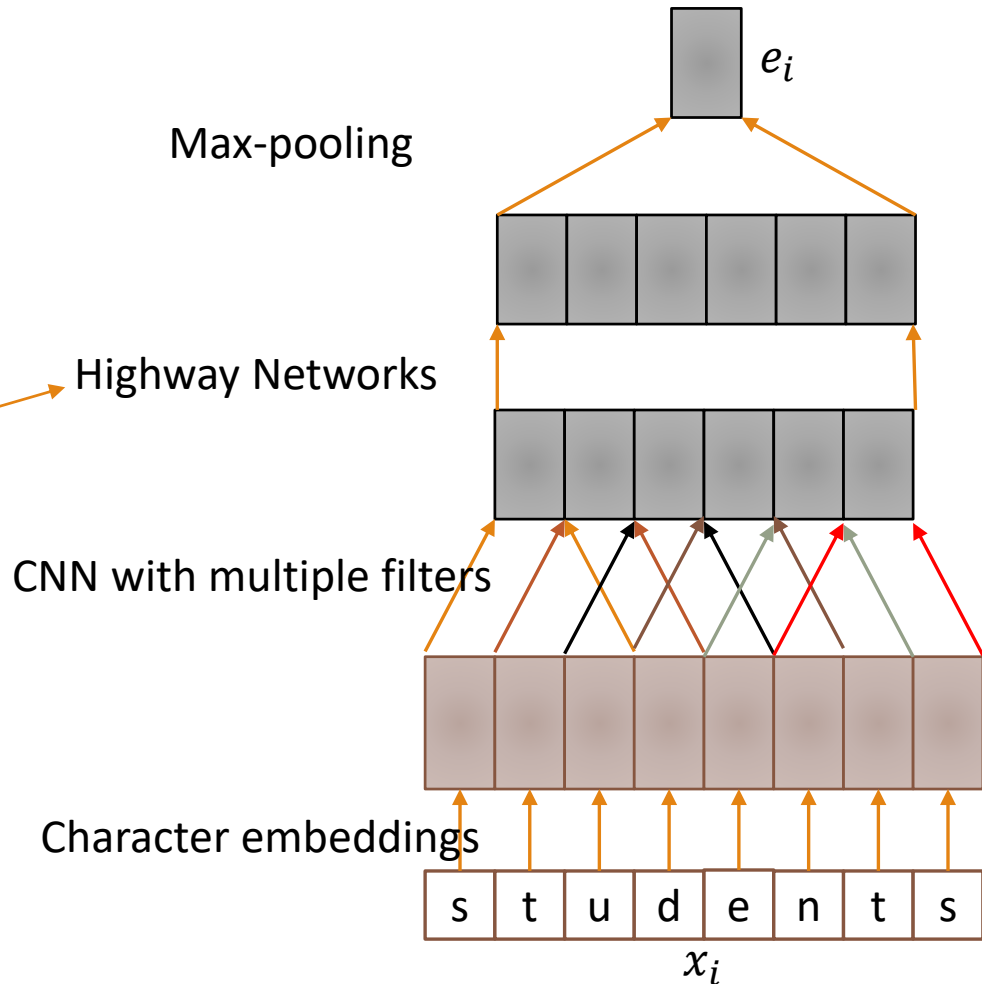 e_i
Max-pooling
Highway Networks
CNN with multiple filters
Character embeddings
s t u d e n t s
x_i